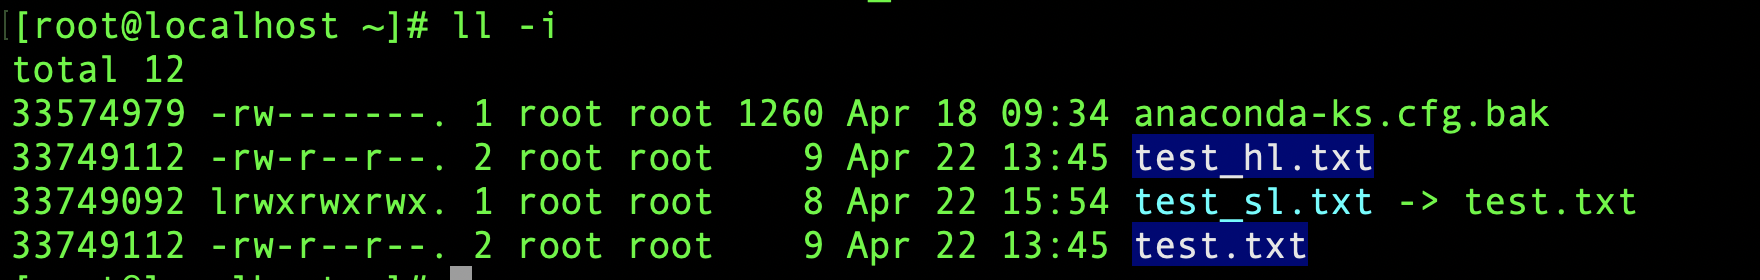 [root@localhost ~]# ll -i
total 12
33574979 -rw-------. 1 root root 1260 Apr 18 09:34 anaconda-ks.cfg.bak
33749112 -rw-r--r--. 2 root root    9 Apr 22 13:45 test_hl.txt
33749092 lrwxrwxrwx. 1 root root    8 Apr 22 15:54 test_sl.txt -> test.txt
33749112 -rw-r--r--. 2 root root    9 Apr 22 13:45 test.txt